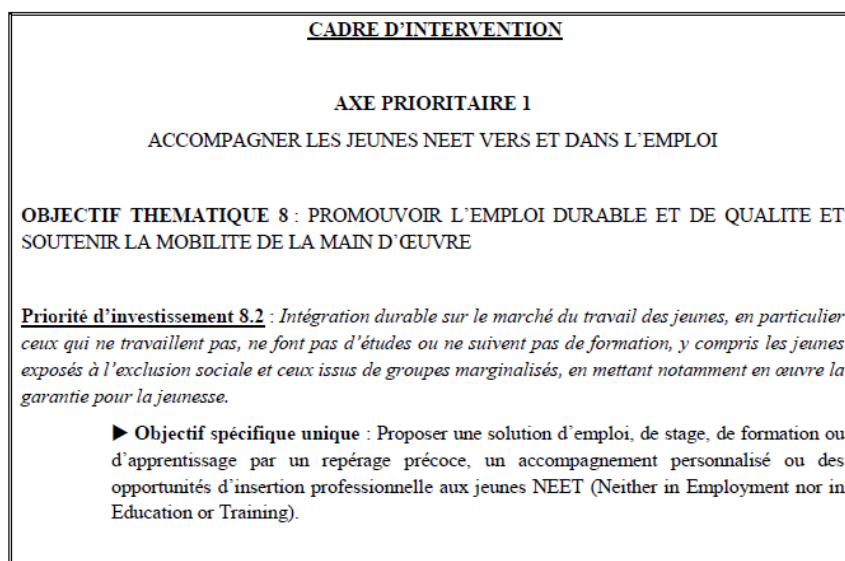 CADRE D'INTERVENTION
AXE PRIORITAIRE 1
ACCOMPAGNER LES JEUNES NEET VERS ET DANS L'EMPLOI
OBJECTIF THEMATIQUE 8 : PROMOUVOIR L'EMPLOI DURABLE ET DE QUALITE ET
SOUTENIR LA MOBILITE DE LA MAIN D'ŒUVRE
Priorité d'investissement 8.2 : Intégration durable sur le marché du travail des jeunes, en particulier
ceux qui ne travaillent pas, ne font pas d'études ou ne suivent pas de formation, y compris les jeunes
exposés à l'exclusion sociale et ceux issus de groupes marginalisés, en mettant notamment en œuvre la
garantie pour la jeunesse.
▶ Objectif spécifique unique : Proposer une solution d'emploi, de stage, de formation ou
d'apprentissage par un repérage précoce, un accompagnement personnalisé ou des
opportunités d'insertion professionnelle aux jeunes NEET (Neither in Employment nor in
Education or Training).